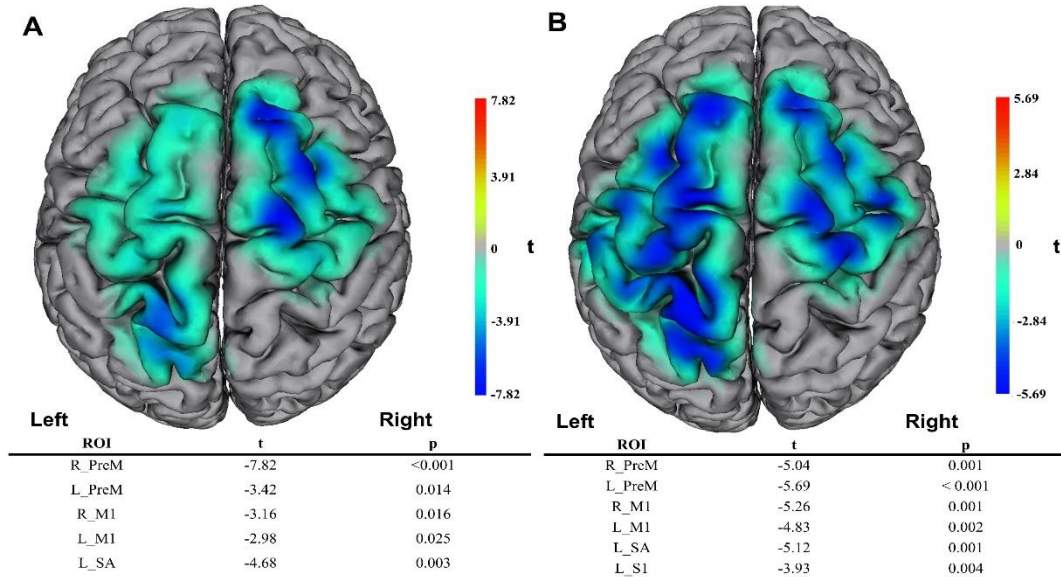 A
7.82
3.91
0
t
-3.91
-7.82
Left
Right
ROI t p
R_PreM -7.82 <0.001
L_PreM -3.42 0.014
R_M1 -3.16 0.016
L_M1 -2.98 0.025
L_SA -4.68 0.003
B
5.69
2.84
0
t
-2.84
-5.69
Left
Right
ROI t p
R_PreM -5.04 0.001
L_PreM -5.69 < 0.001
R_M1 -5.26 0.001
L_M1 -4.83 0.002
L_SA -5.12 0.001
L_S1 -3.93 0.004